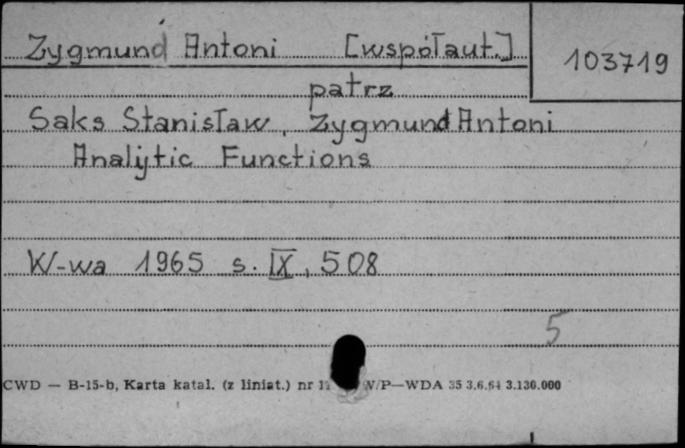 Zygmund Antoni [współaut.]
103719
patrz
Saks Stanisław, Zygmund Antoni
Analytic Functions
W-wa 1965 s. IX, 508
5
CWD — B-15-b, Karta katal. (z liniat.) nr W/P—WDA 35 3.6.64 3.130.000